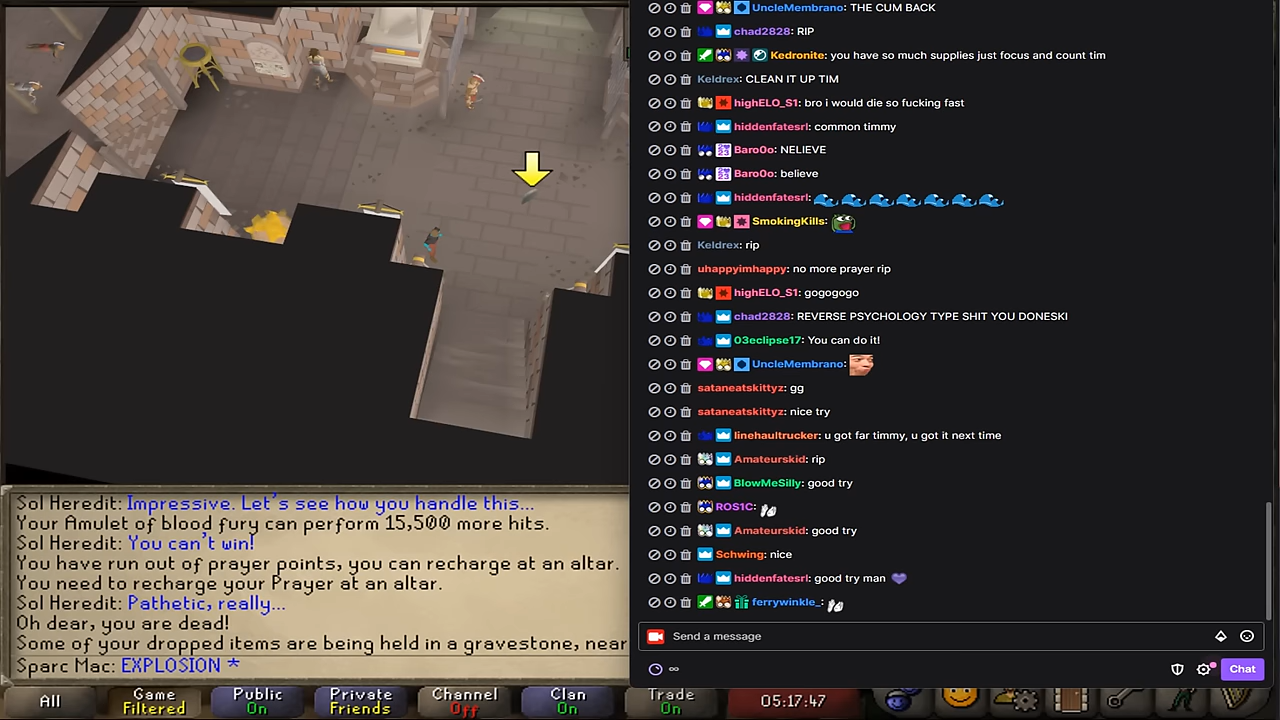 UncleMembrano: THE CUM BACK
chad2828: RIP
Kedronite: you have so much supplies just focus and count tim
Keldrex: CLEAN IT UP TIM
highELO_S1: bro i would die so fucking fast
hiddenfatesrl: common timmy
Baro0o: NELIEVE
Baro0o: believe
hiddenfatesrl:
SmokingKills:
Keldrex: rip
uhappyimhappy: no more prayer rip
highELO_S1: gogogogo
chad2828: REVERSE PSYCHOLOGY TYPE SHIT YOU DONESKI
03eclipse17: You can do it!
UncleMembrano:
sataneatskittyz: gg
sataneatskittyz: nice try
linehaultrucker: u got far timmy, u got it next time
Amateurskid: rip
BlowMeSilly: good try
ROS1C:
Amateurskid: good try
Schwing: nice
hiddenfatesrl: good try man 💜
ferrywinkle_:
Send a message
∞
Chat
Sol Heredit: Impressive. Let's see how you handle this...
Your Amulet of blood fury can perform 15,500 more hits.
Sol Heredit: You can't win!
You have run out of prayer points, you can recharge at an altar.
You need to recharge your Prayer at an altar.
Sol Heredit: Pathetic, really...
Oh dear, you are dead!
Some of your dropped items are being held in a gravestone, near
Sparc Mac: EXPLOSION *
All
Game Filtered
Public On
Private Friends
Channel Off
Clan On
Trade On
05:17:47